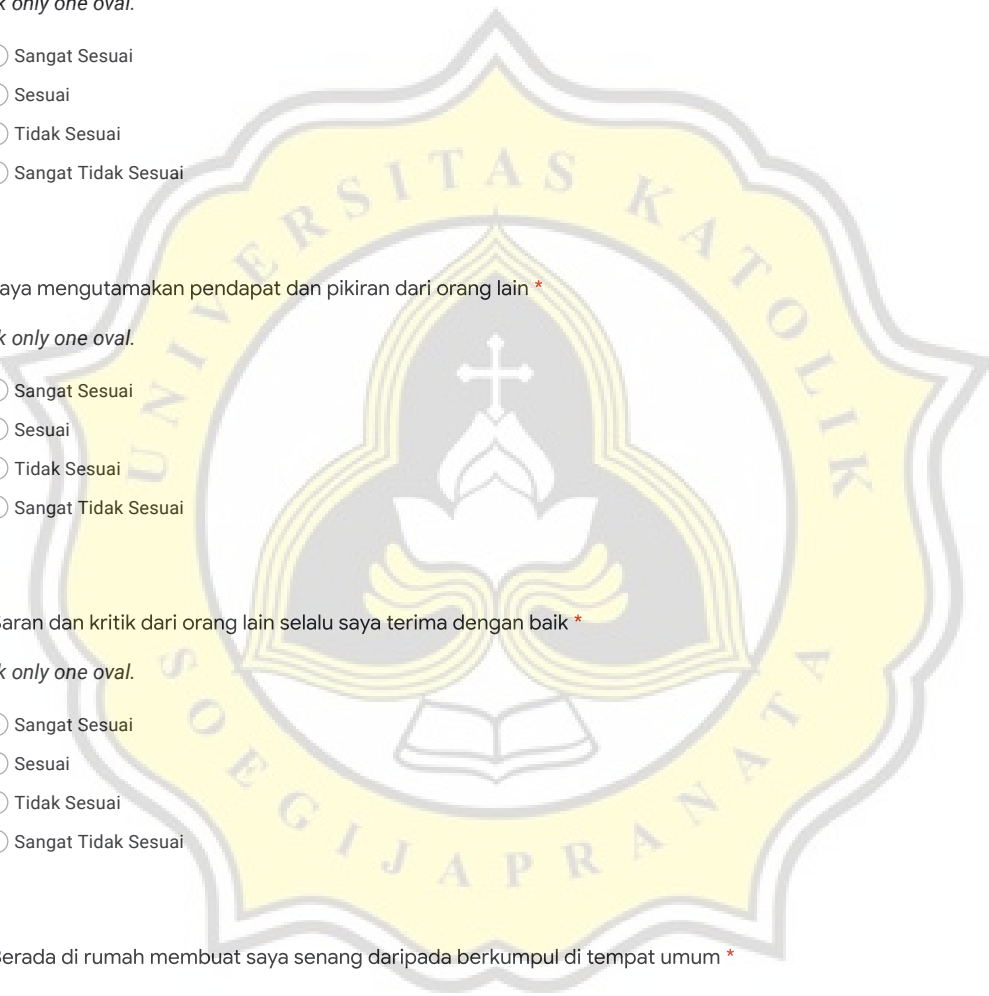 k only one oval.
Sangat Sesuai
Sesuai
Tidak Sesuai
Sangat Tidak Sesuai
aya mengutamakan pendapat dan pikiran dari orang lain *
k only one oval.
Sangat Sesuai
Sesuai
Tidak Sesuai
Sangat Tidak Sesuai
Saran dan kritik dari orang lain selalu saya terima dengan baik *
k only one oval.
Sangat Sesuai
Sesuai
Tidak Sesuai
Sangat Tidak Sesuai
Berada di rumah membuat saya senang daripada berkumpul di tempat umum *
UNIVERSITAS KATOLIK
SOEGIJAPRANATA